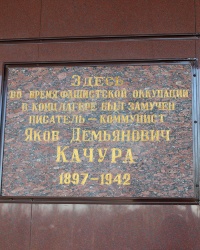 Здесь
во время фашистской оккупации
в концлагере был замучен
писатель – коммунист
Яков Демьянович
Качура
1897–1942